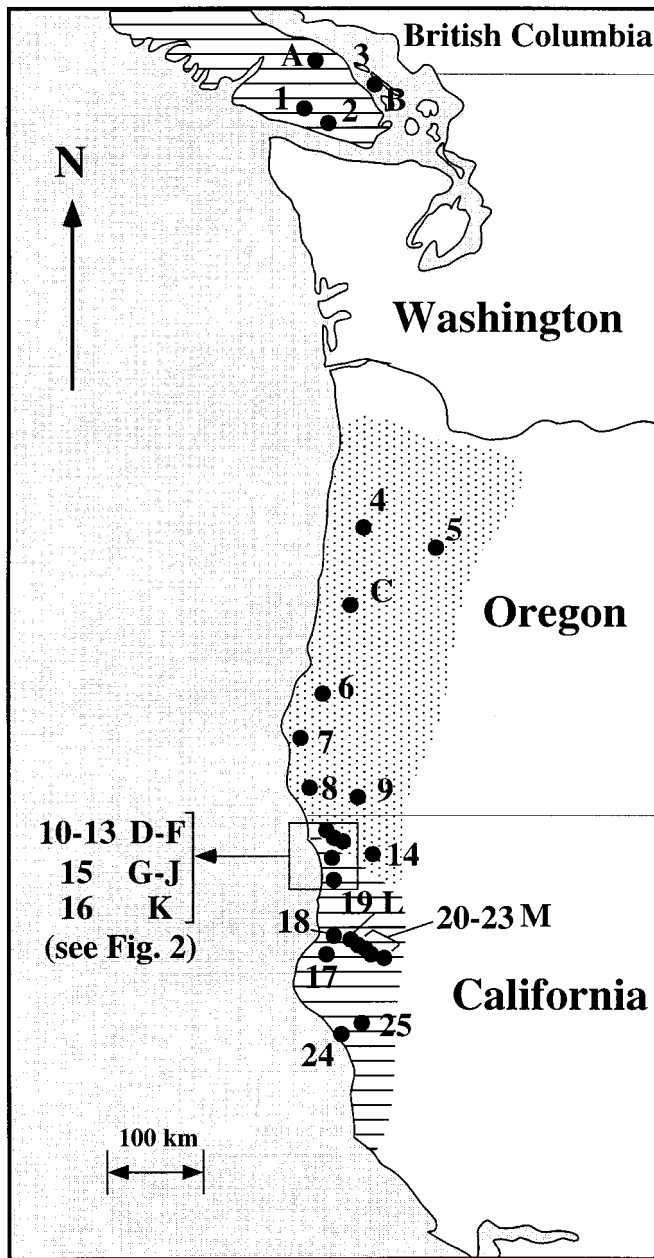 British Columbia
A
3
B
1
2
N
Washington
4
5
C
Oregon
6
7
8
9
10-13 D-F
15 G-J
16 K
(see Fig. 2)
14
19 L
18
20-23 M
17
California
25
24
100 km